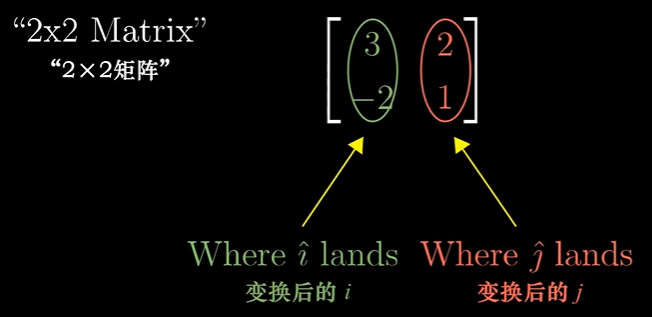 “2x2 Matrix”
“2×2矩阵”
3 2
−2 1
Where î lands Where ĵ lands
变换后的 i 变换后的 j